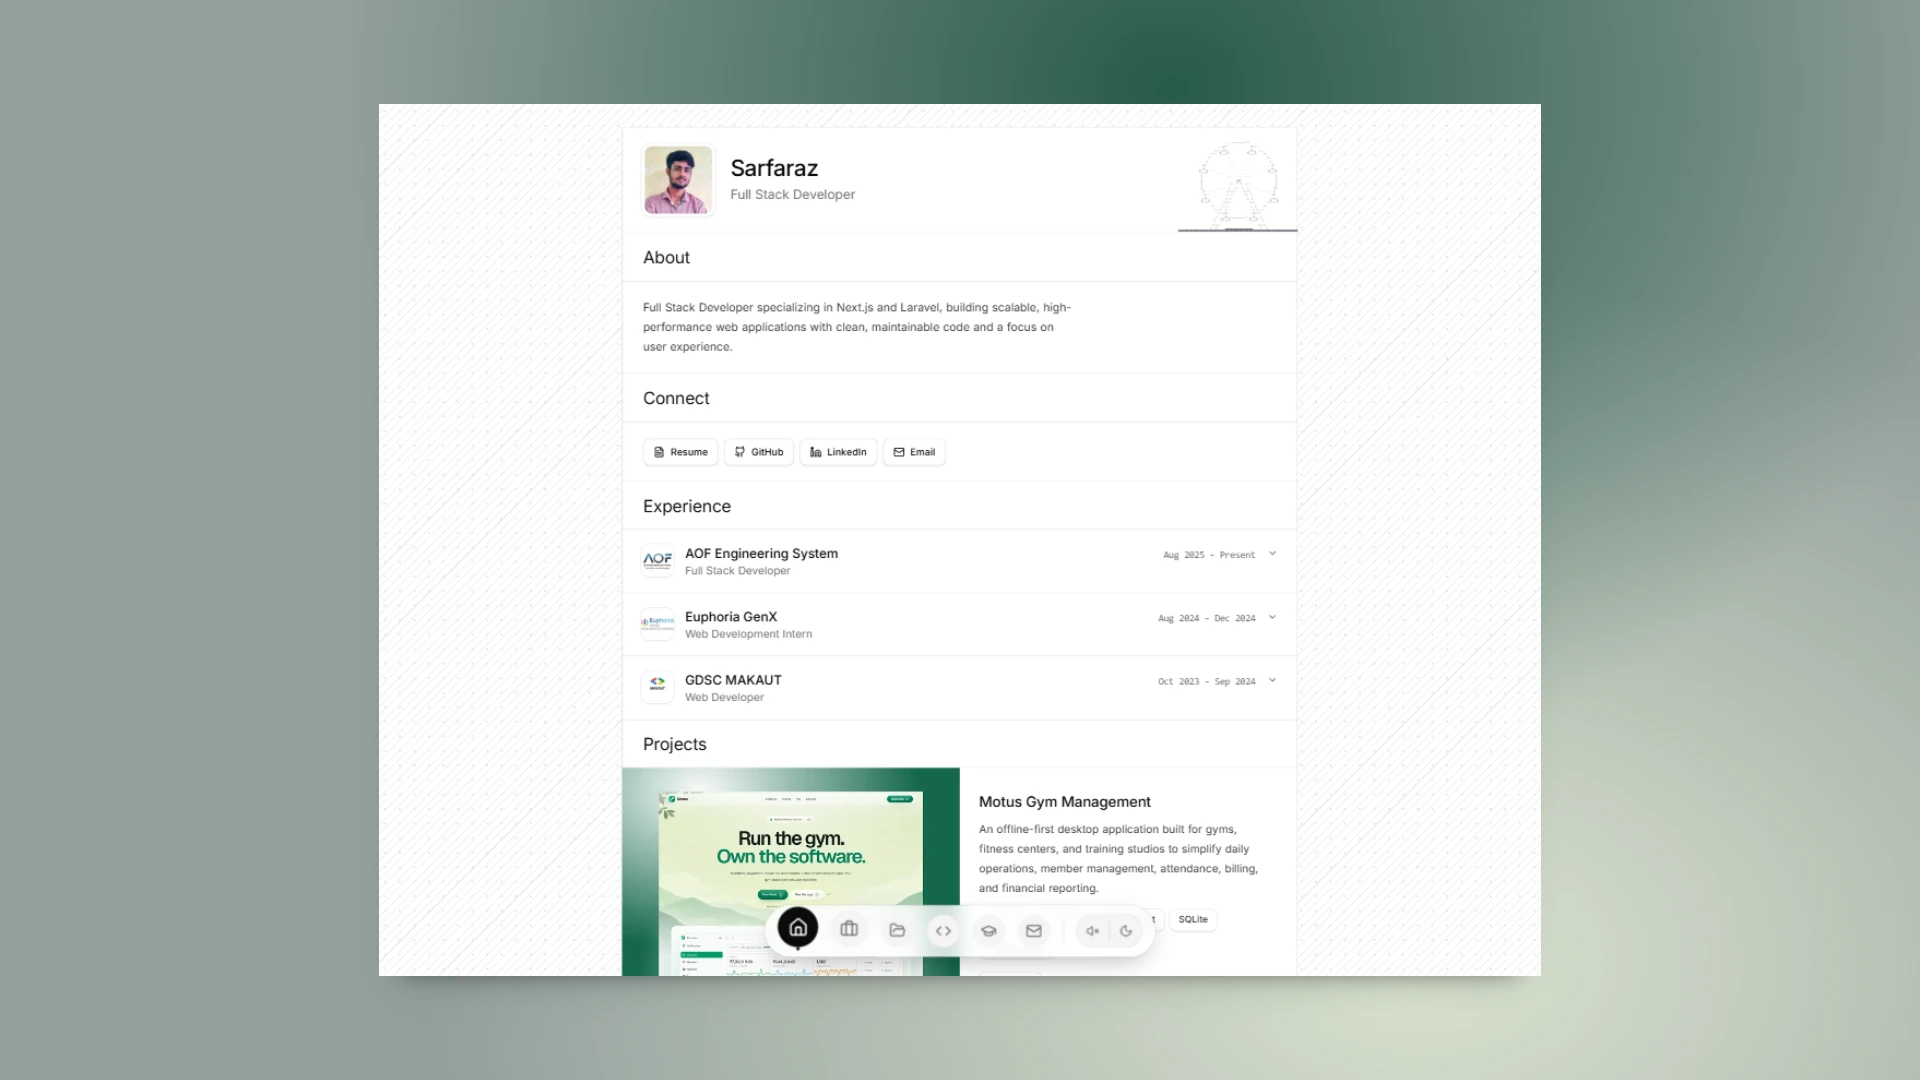 Sarfaraz
Full Stack Developer
About
Full Stack Developer specializing in Next.js and Laravel, building scalable, high-
performance web applications with clean, maintainable code and a focus on
user experience.
Connect
Resume
GitHub
LinkedIn
Email
Experience
AOF
AOF Engineering System
Aug 2025 - Present
Full Stack Developer
Euphoria
Euphoria GenX
Aug 2024 - Dec 2024
Web Development Intern
GDSC MAKAUT
Oct 2023 - Sep 2024
Web Developer
Projects
Run the gym.
Own the software.
Motus Gym Management
An offline-first desktop application built for gyms,
fitness centers, and training studios to simplify daily
operations, member management, attendance, billing,
and financial reporting.
t
SQLite